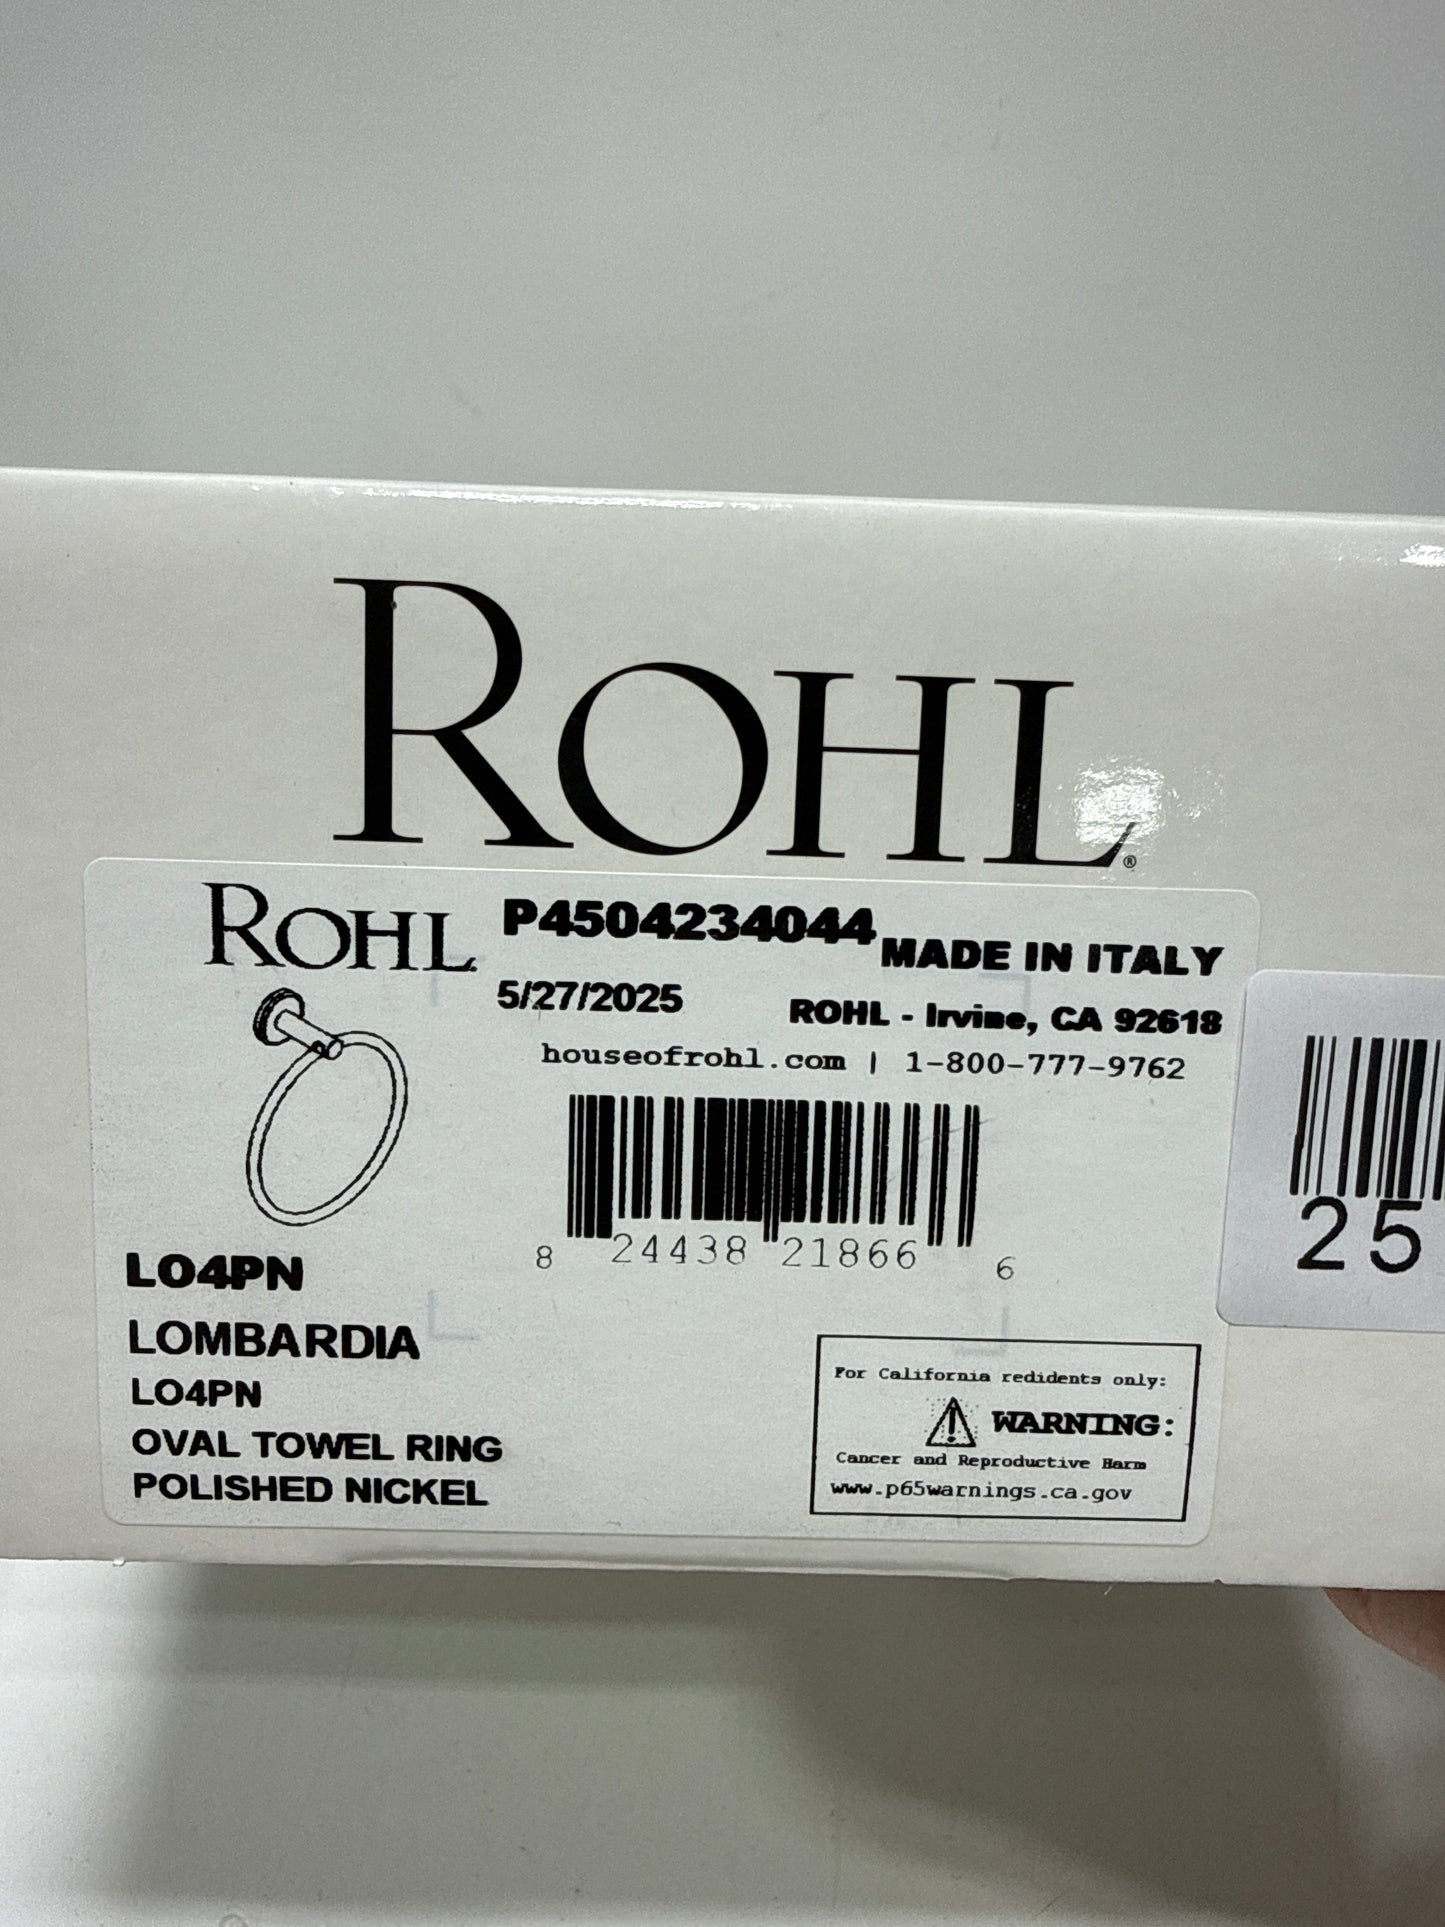 ROHL®
ROHL
P4504234044
MADE IN ITALY
5/27/2025
ROHL - Irvine, CA 92618
houseofrohl.com | 1-800-777-9762
8 24438 21866 6
25
LO4PN
LOMBARDIA
LO4PN
OVAL TOWEL RING
POLISHED NICKEL
For California redidents only:
WARNING:
Cancer and Reproductive Harm
www.p65warnings.ca.gov